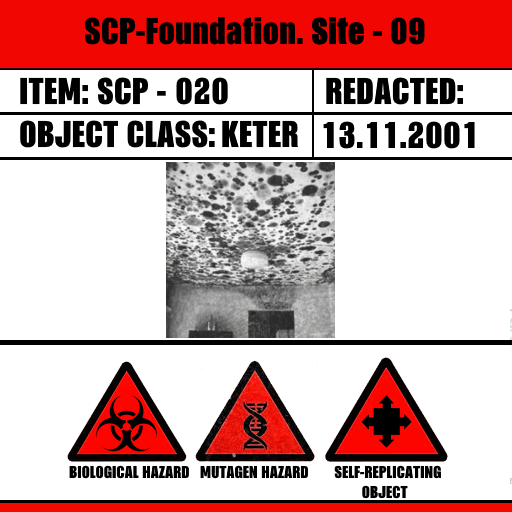 SCP-Foundation. Site - 09
ITEM: SCP - 020
REDACTED:
OBJECT CLASS: KETER
13.11.2001
BIOLOGICAL HAZARD
MUTAGEN HAZARD
SELF-REPLICATING
OBJECT